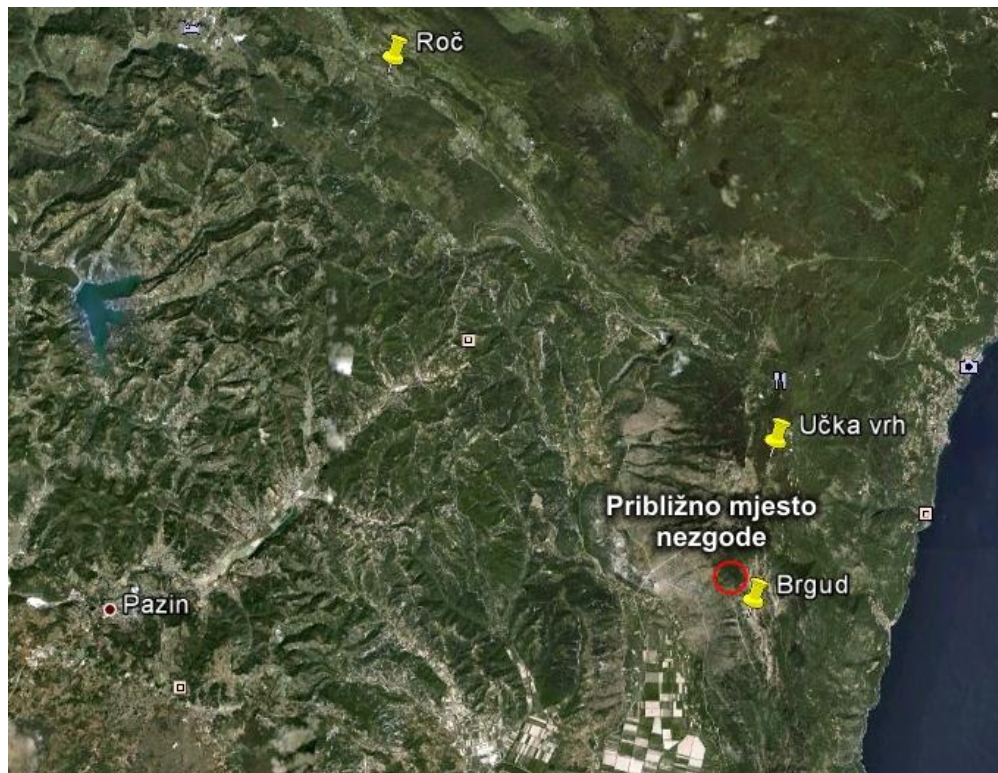 Roč
Učka vrh
Približno mjesto
nezgode
Brgud
Pazin